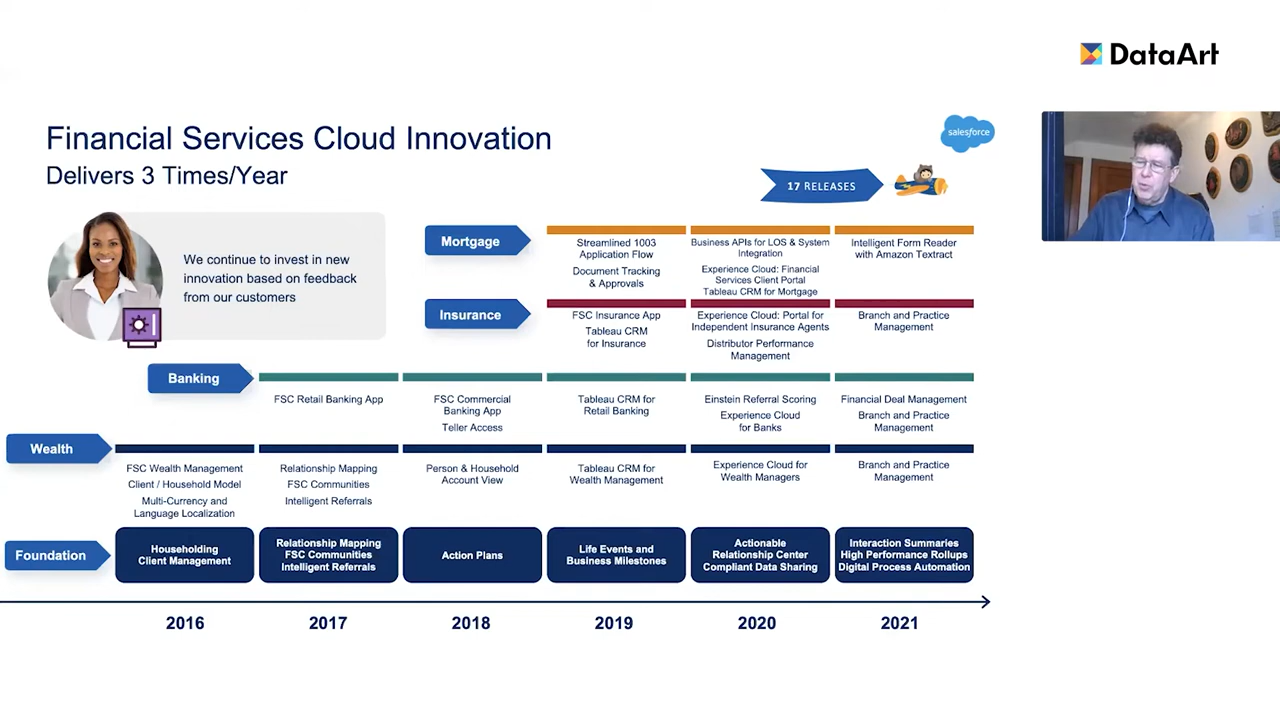 DataArt
Financial Services Cloud Innovation
Delivers 3 Times/Year
salesforce
17 RELEASES
We continue to invest in new
innovation based on feedback
from our customers
Mortgage
Streamlined 1003
Application Flow
Document Tracking
& Approvals
Business APIs for LOS & System
Integration
Experience Cloud: Financial
Services Client Portal
Tableau CRM for Mortgage
Intelligent Form Reader
with Amazon Textract
Insurance
FSC Insurance App
Tableau CRM
for Insurance
Experience Cloud: Portal for
Independent Insurance Agents
Distributor Performance
Management
Branch and Practice
Management
Banking
FSC Retail Banking App
FSC Commercial
Banking App
Teller Access
Tableau CRM for
Retail Banking
Einstein Referral Scoring
Experience Cloud
for Banks
Financial Deal Management
Branch and Practice
Management
Wealth
FSC Wealth Management
Client / Household Model
Multi-Currency and
Language Localization
Relationship Mapping
FSC Communities
Intelligent Referrals
Person & Household
Account View
Tableau CRM for
Wealth Management
Experience Cloud for
Wealth Managers
Branch and Practice
Management
Foundation
Householding
Client Management
Relationship Mapping
FSC Communities
Intelligent Referrals
Action Plans
Life Events and
Business Milestones
Actionable
Relationship Center
Compliant Data Sharing
Interaction Summaries
High Performance Rollups
Digital Process Automation
2016
2017
2018
2019
2020
2021